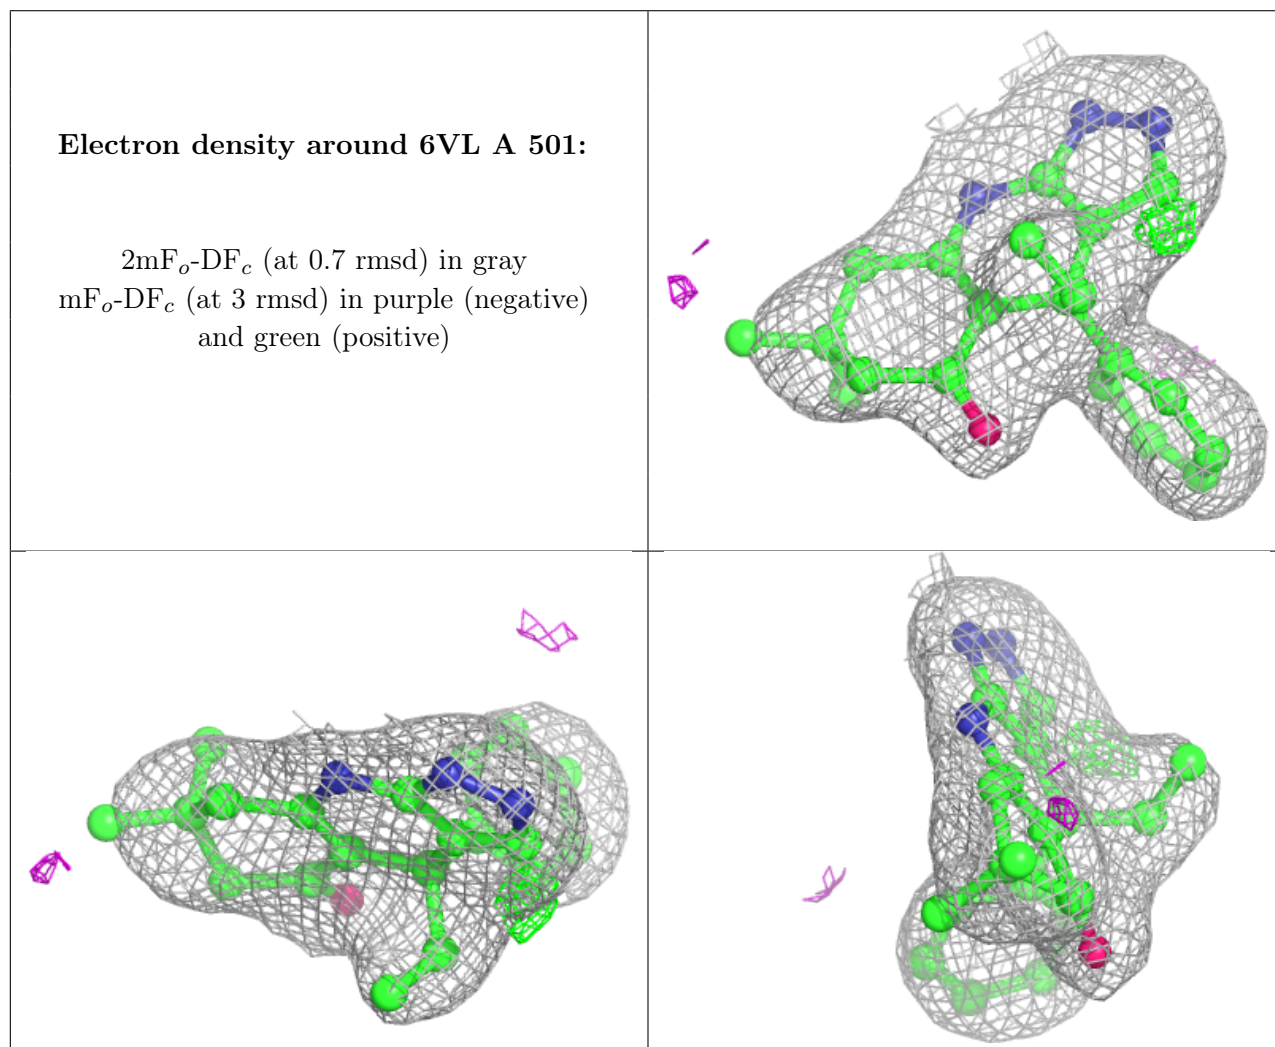 Electron density around 6VL A 501:
2mFo-DFc (at 0.7 rmsd) in gray
mFo-DFc (at 3 rmsd) in purple (negative)
and green (positive)